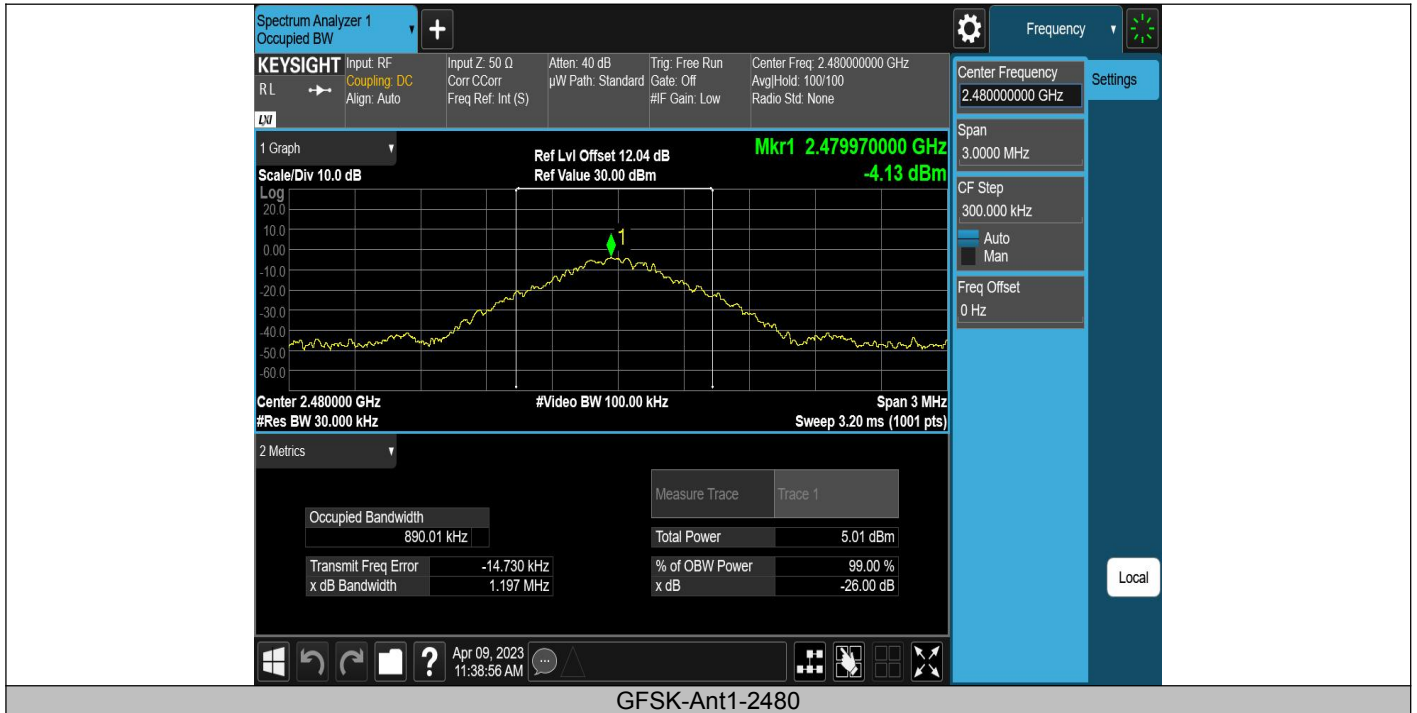 Spectrum Analyzer 1
Occupied BW
+
Frequency
KEYSIGHT
RL
LXI
Input: RF
Coupling: DC
Align: Auto
Input Z: 50 Ω
Corr CCorr
Freq Ref: Int (S)
Atten: 40 dB
µW Path: Standard
Trig: Free Run
Gate: Off
#IF Gain: Low
Center Freq: 2.480000000 GHz
Avg|Hold: 100/100
Radio Std: None
Center Frequency
2.480000000 GHz
Settings
Span
3.0000 MHz
CF Step
300.000 kHz
Auto
Man
Freq Offset
0 Hz
Local
1 Graph
Scale/Div 10.0 dB
Ref Lvl Offset 12.04 dB
Ref Value 30.00 dBm
Mkr1 2.479970000 GHz
-4.13 dBm
Log
20.0
10.0
0.00
-10.0
-20.0
-30.0
-40.0
-50.0
-60.0
1
Center 2.480000 GHz
#Res BW 30.000 kHz
#Video BW 100.00 kHz
Span 3 MHz
Sweep 3.20 ms (1001 pts)
2 Metrics
Measure Trace Trace 1
Occupied Bandwidth
890.01 kHz
Total Power 5.01 dBm
Transmit Freq Error -14.730 kHz
% of OBW Power 99.00 %
x dB Bandwidth 1.197 MHz
x dB -26.00 dB
?
Apr 09, 2023
11:38:56 AM
GFSK-Ant1-2480